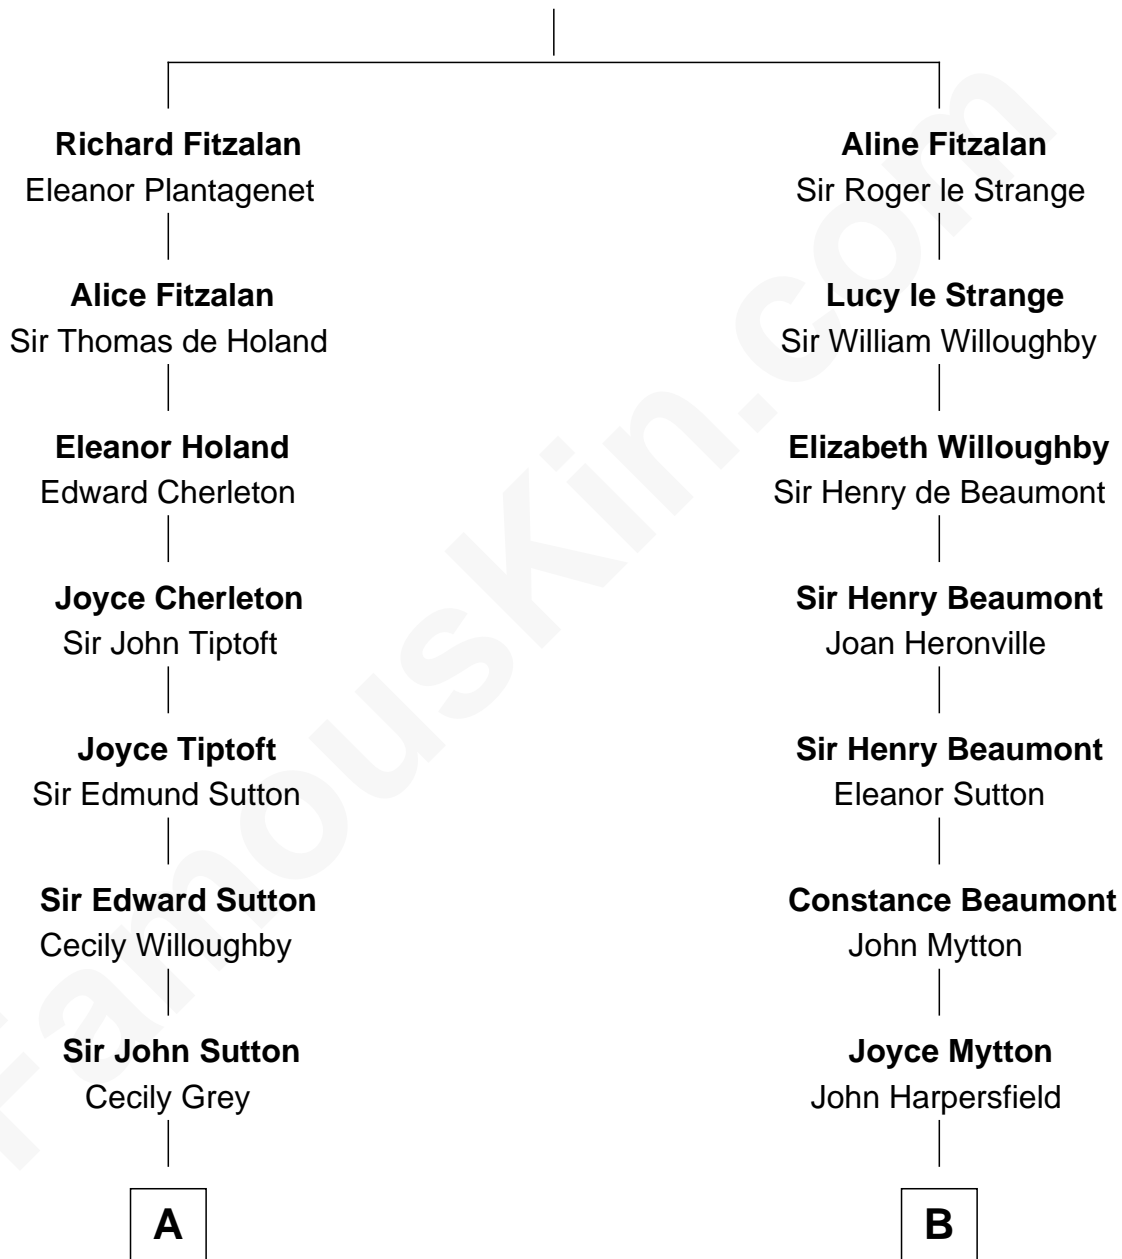 Richard Fitzalan
Eleanor Plantagenet
Alice Fitzalan
Sir Thomas de Holand
Eleanor Holand
Edward Cherleton
Joyce Cherleton
Sir John Tiptoft
Joyce Tiptoft
Sir Edmund Sutton
Sir Edward Sutton
Cecily Willoughby
Sir John Sutton
Cecily Grey
A
Aline Fitzalan
Sir Roger le Strange
Lucy le Strange
Sir William Willoughby
Elizabeth Willoughby
Sir Henry de Beaumont
Sir Henry Beaumont
Joan Heronville
Sir Henry Beaumont
Eleanor Sutton
Constance Beaumont
John Mytton
Joyce Mytton
John Harpersfield
B
FamousKin.com